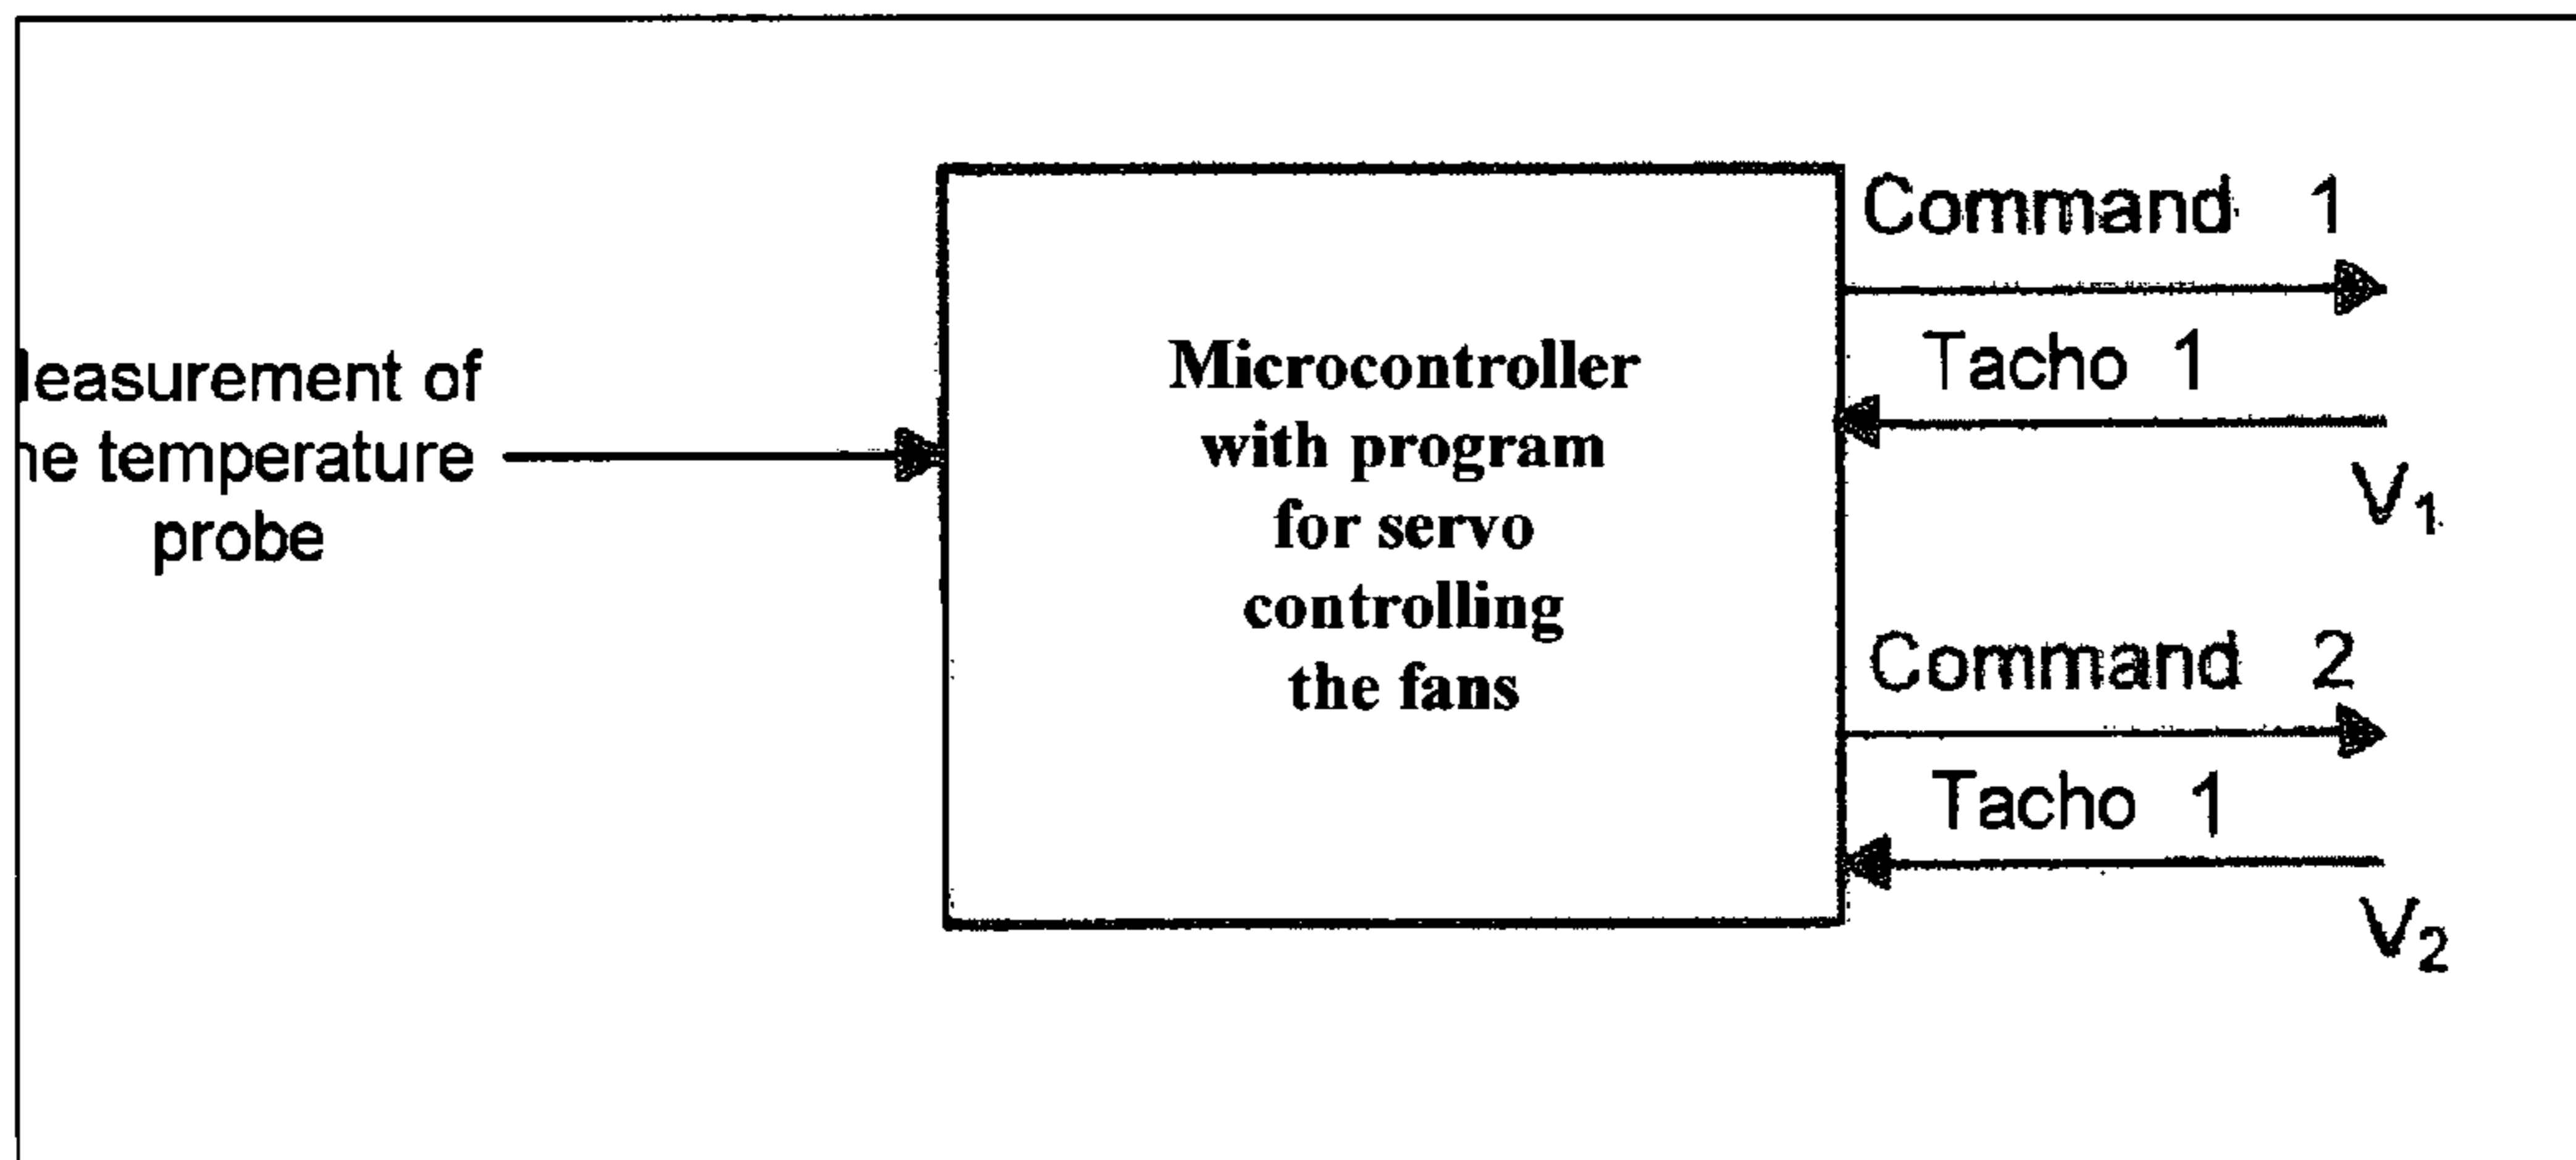 easurement of
he temperature
probe
Microcontroller
with program
for servo
controlling
the fans
Command 1
Tacho 1
V₁
Command 2
Tacho 1
V₂